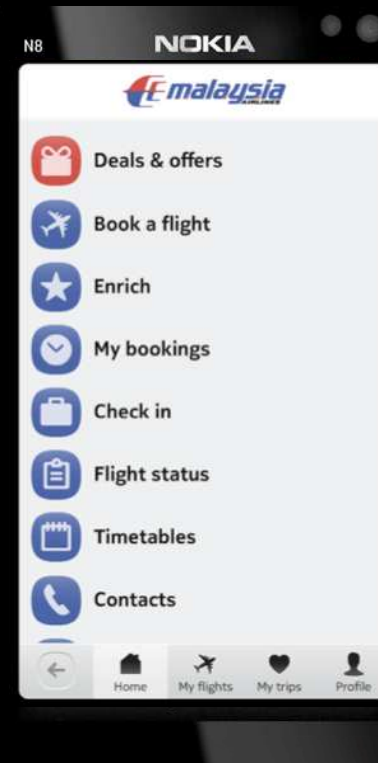 N8
NOKIA
malaysia
AIRLINES
Deals & offers
Book a flight
Enrich
My bookings
Check in
Flight status
Timetables
Contacts
Home
My flights
My trips
Profile